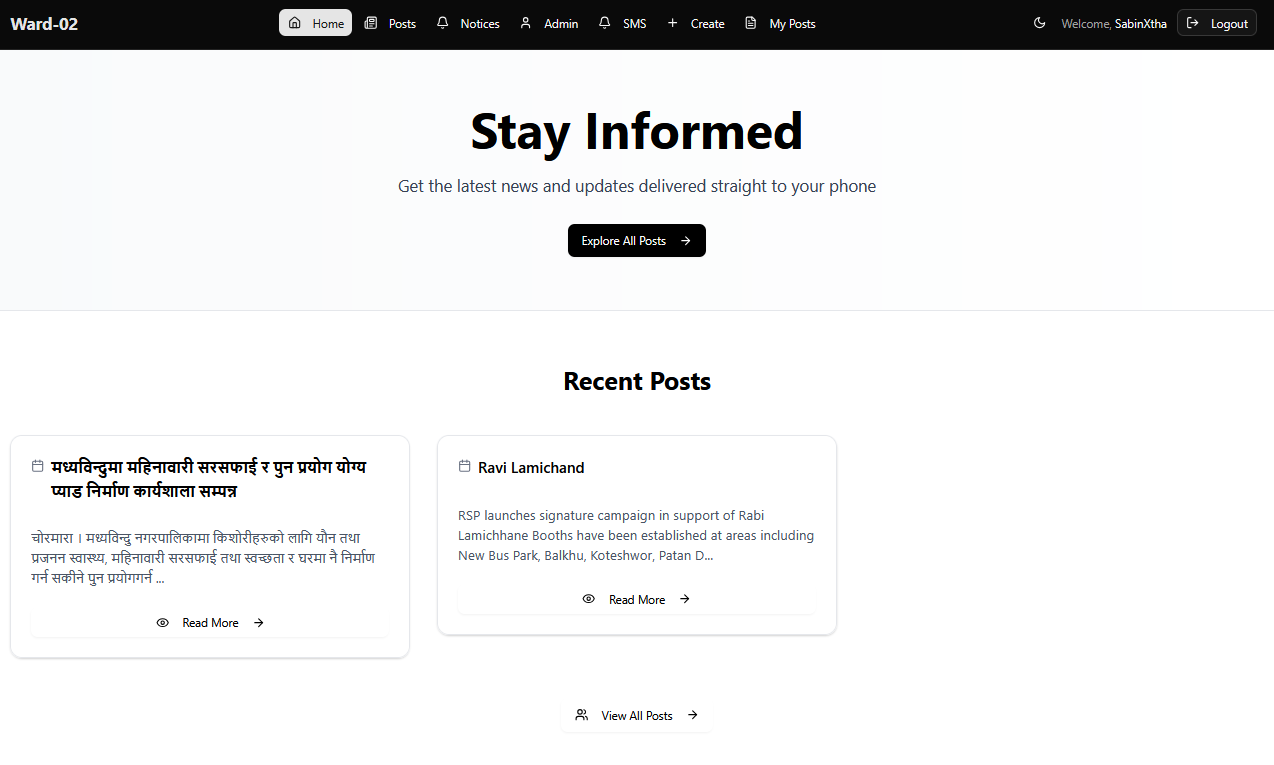 Ward-02
Home Posts Notices Admin SMS Create My Posts
Welcome, SabinXtha Logout
Stay Informed
Get the latest news and updates delivered straight to your phone
Explore All Posts
Recent Posts
मध्यविन्दुमा महिनावारी सरसफाई र पुन प्रयोग योग्य
प्याड निर्माण कार्यशाला सम्पन्न
चोरमारा । मध्यविन्दु नगरपालिकामा किशोरीहरुको लागि यौन तथा
प्रजनन स्वास्थ्य, महिनावारी सरसफाई तथा स्वच्छता र घरमा नै निर्माण
गर्न सकीने पुन प्रयोगगर्न ...
Read More
Ravi Lamichand
RSP launches signature campaign in support of Rabi
Lamichhane Booths have been established at areas including
New Bus Park, Balkhu, Koteshwor, Patan D...
Read More
View All Posts